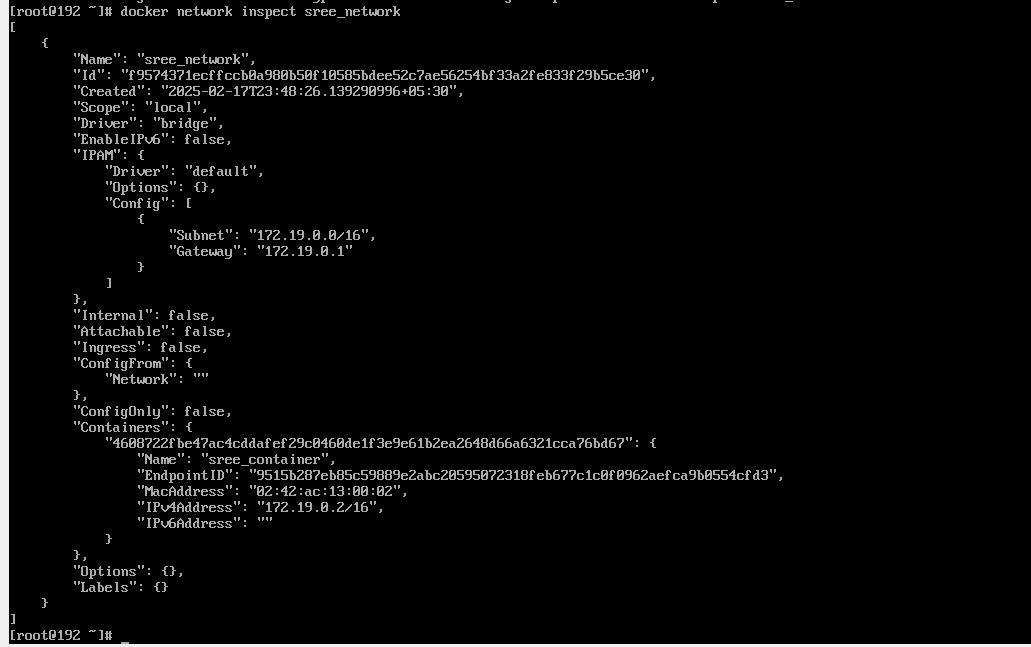 [root@192 ~]# docker network inspect sree_network
[
    {
        "Name": "sree_network",
        "Id": "f9574371ecffccb0a980b50f10585bdee52c7ae56254bf33a2fe833f29b5ce30",
        "Created": "2025-02-17T23:48:26.139290996+05:30",
        "Scope": "local",
        "Driver": "bridge",
        "EnableIPv6": false,
        "IPAM": {
            "Driver": "default",
            "Options": {},
            "Config": [
                {
                    "Subnet": "172.19.0.0/16",
                    "Gateway": "172.19.0.1"
                }
            ]
        },
        "Internal": false,
        "Attachable": false,
        "Ingress": false,
        "ConfigFrom": {
            "Network": ""
        },
        "ConfigOnly": false,
        "Containers": {
            "4608722fbe47ac4cddafef29c0460de1f3e9e61b2ea2648d66a6321cca76bd67": {
                "Name": "sree_container",
                "EndpointID": "9515b287eb85c59889e2abc20595072318feb677c1c0f0962aefca9b0554cfd3",
                "MacAddress": "02:42:ac:13:00:02",
                "IPv4Address": "172.19.0.2/16",
                "IPv6Address": ""
            }
        },
        "Options": {},
        "Labels": {}
    }
]
[root@192 ~]# _